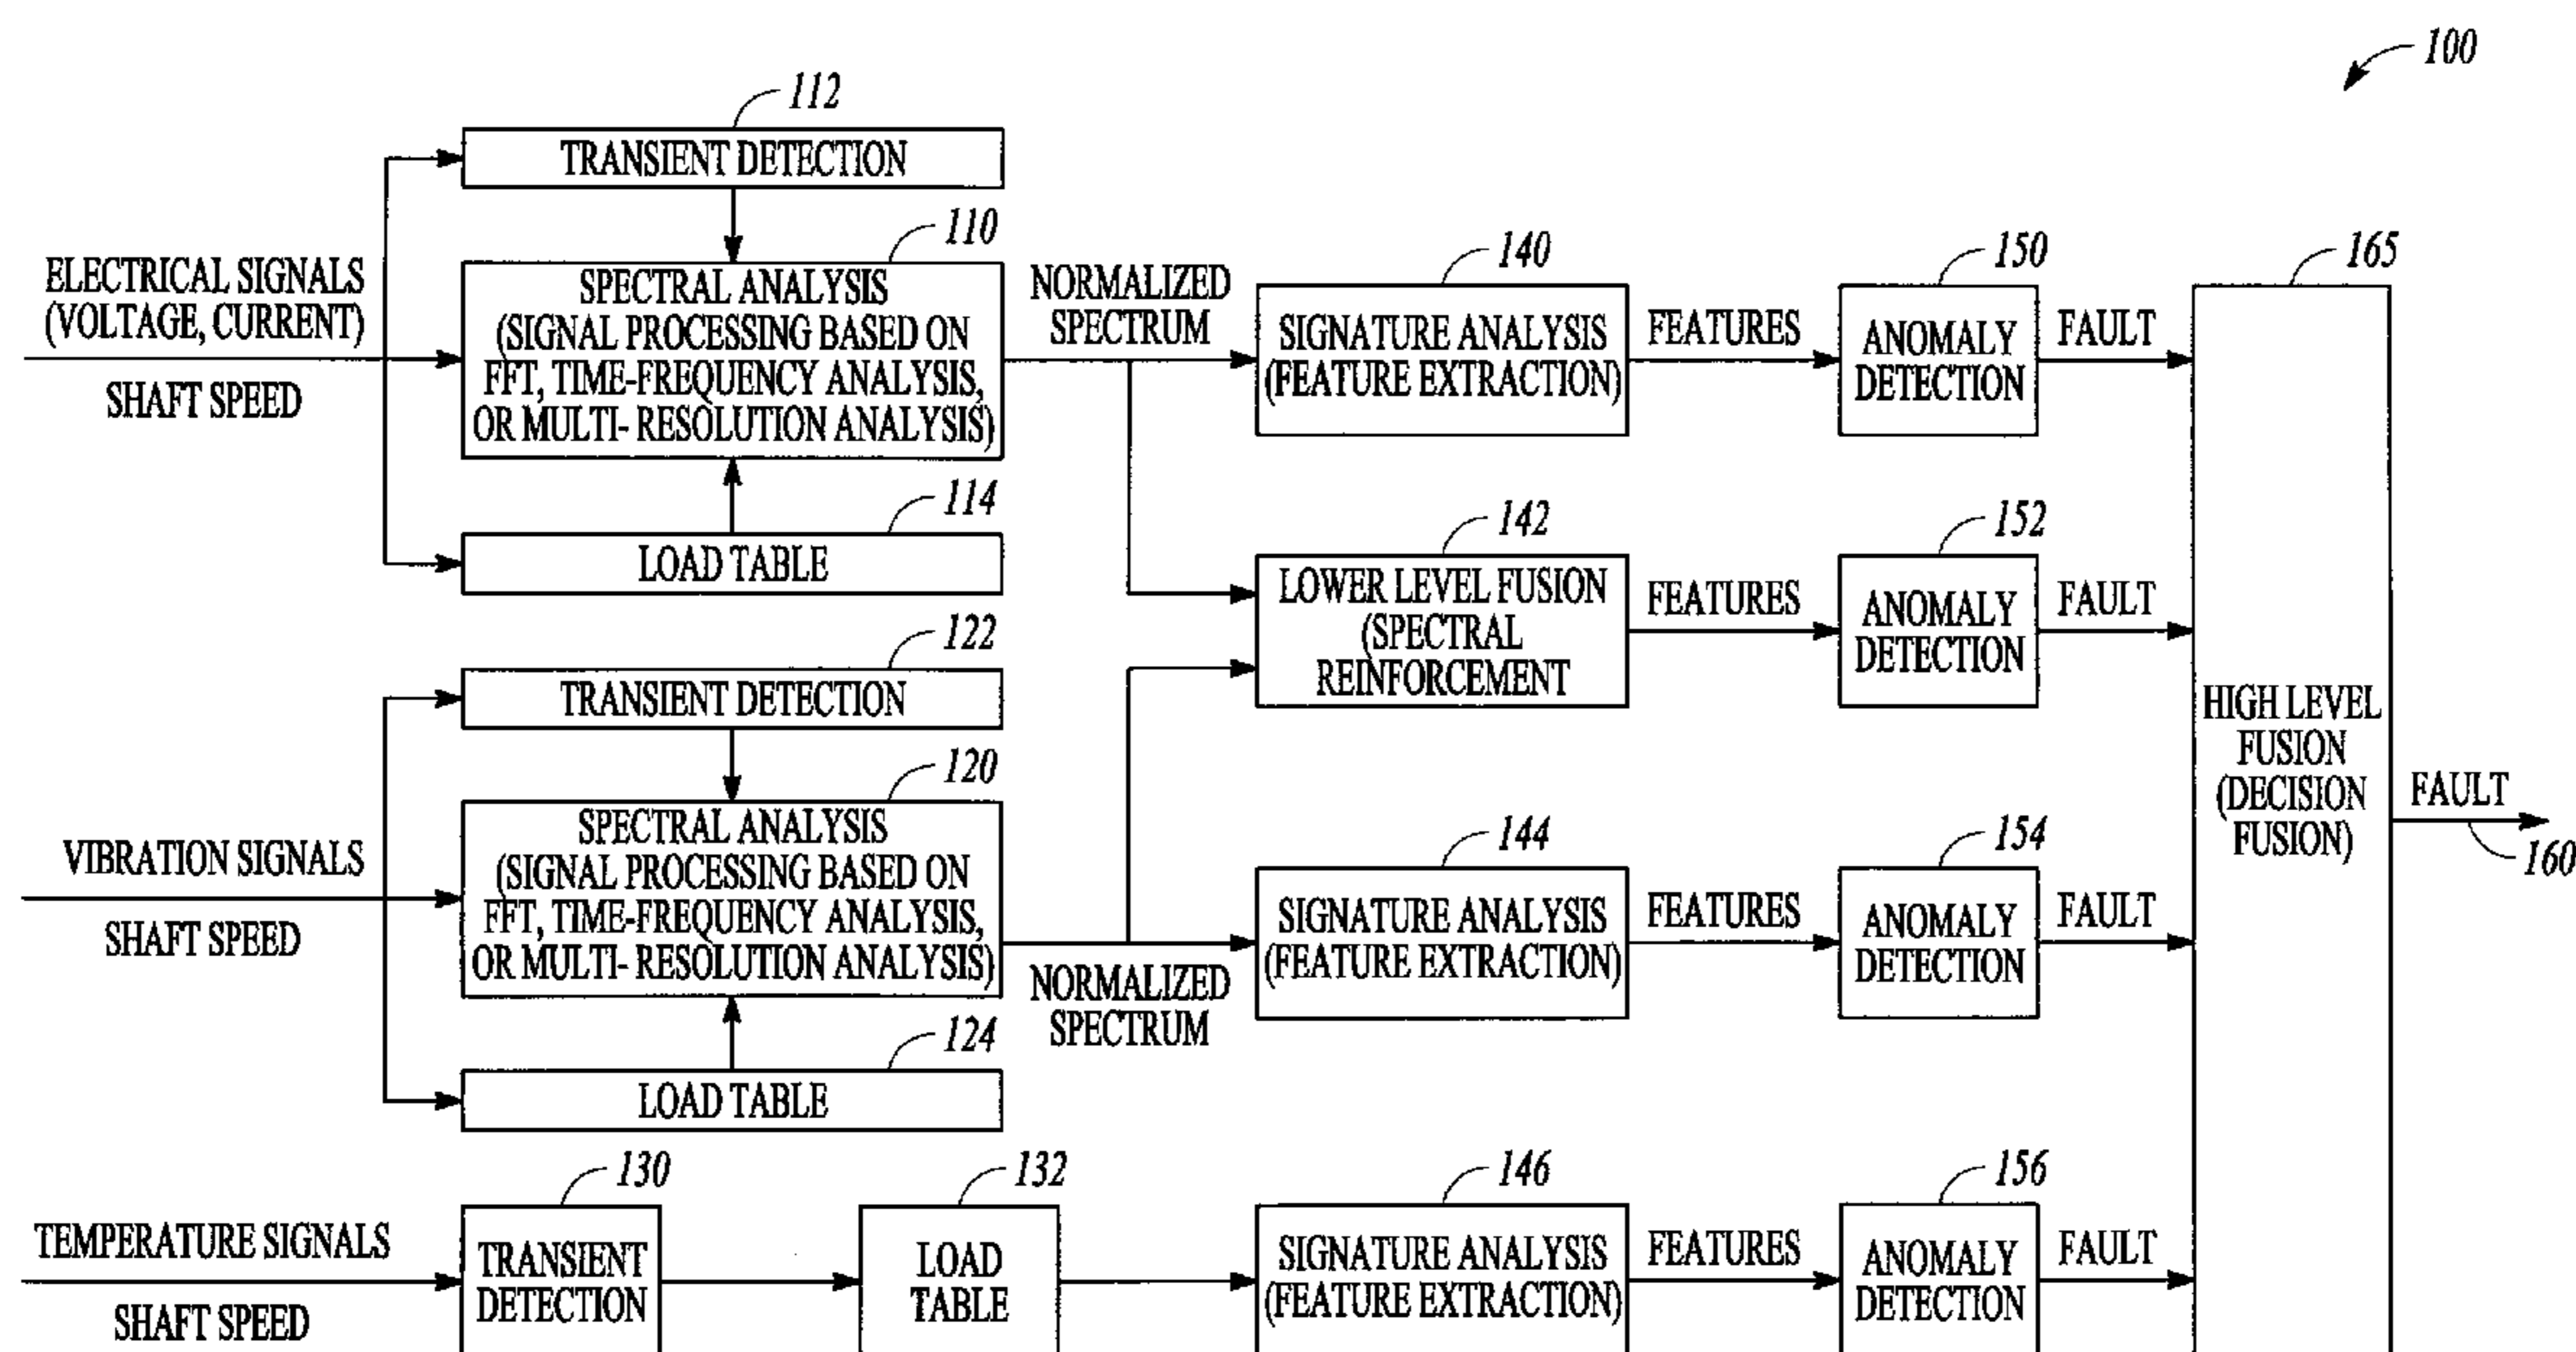 100
112
TRANSIENT DETECTION
110
ELECTRICAL SIGNALS
(VOLTAGE, CURRENT)
SHAFT SPEED
SPECTRAL ANALYSIS
(SIGNAL PROCESSING BASED ON
FFT, TIME-FREQUENCY ANALYSIS,
OR MULTI- RESOLUTION ANALYSIS)
NORMALIZED
SPECTRUM
140
SIGNATURE ANALYSIS
(FEATURE EXTRACTION)
FEATURES
150
ANOMALY
DETECTION
FAULT
165
114
LOAD TABLE
142
LOWER LEVEL FUSION
(SPECTRAL
REINFORCEMENT
FEATURES
152
ANOMALY
DETECTION
FAULT
122
TRANSIENT DETECTION
120
VIBRATION SIGNALS
SHAFT SPEED
SPECTRAL ANALYSIS
(SIGNAL PROCESSING BASED ON
FFT, TIME-FREQUENCY ANALYSIS,
OR MULTI- RESOLUTION ANALYSIS)
NORMALIZED
SPECTRUM
144
SIGNATURE ANALYSIS
(FEATURE EXTRACTION)
FEATURES
154
ANOMALY
DETECTION
FAULT
HIGH LEVEL
FUSION
(DECISION
FUSION)
FAULT
160
124
LOAD TABLE
130
TEMPERATURE SIGNALS
SHAFT SPEED
TRANSIENT
DETECTION
132
LOAD
TABLE
146
SIGNATURE ANALYSIS
(FEATURE EXTRACTION)
FEATURES
156
ANOMALY
DETECTION
FAULT